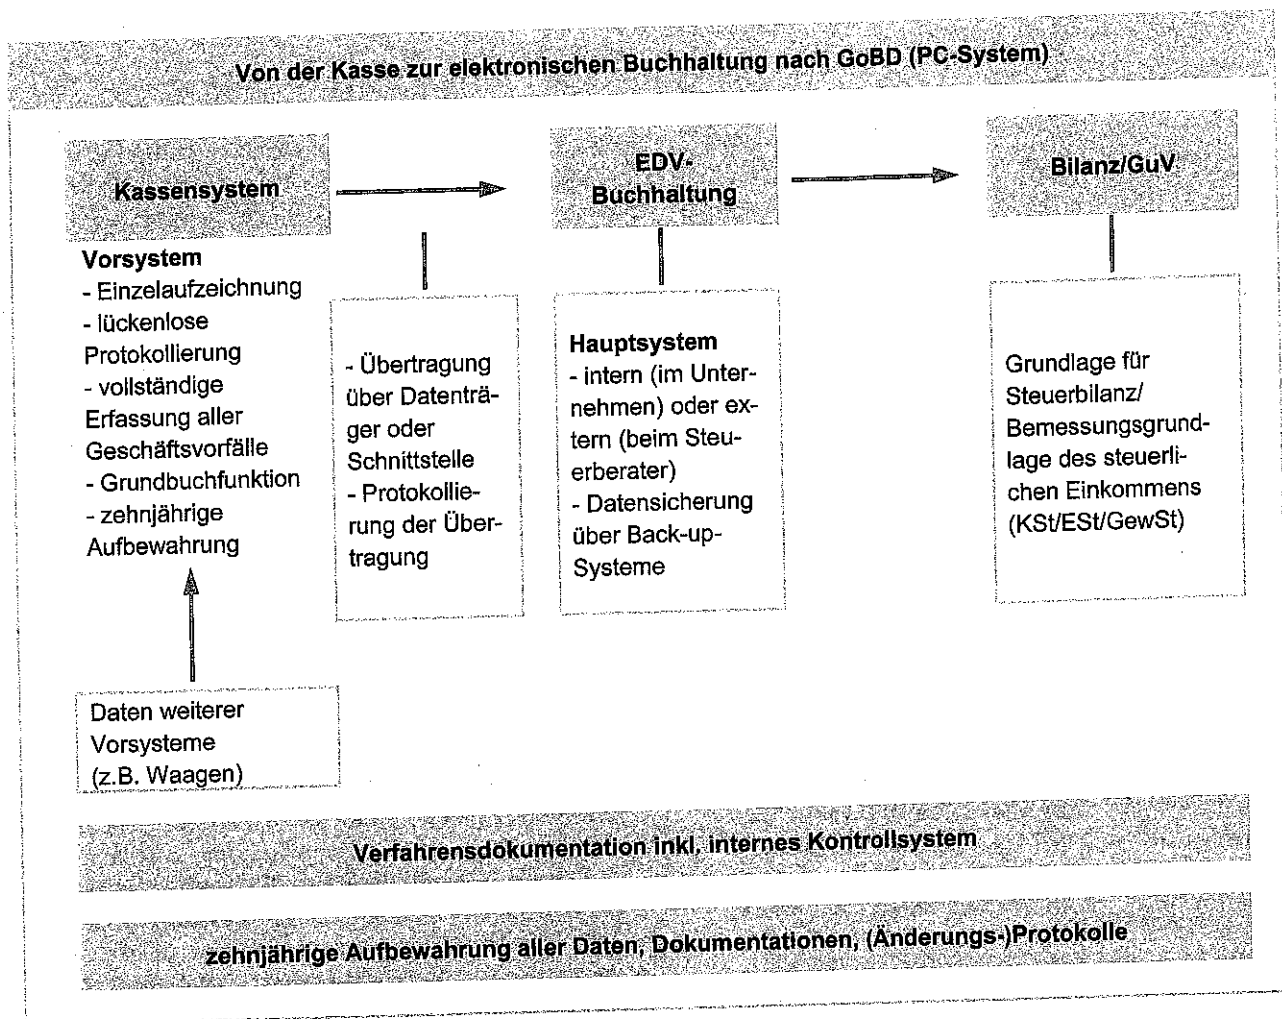 Von der Kasse zur elektronischen Buchhaltung nach GoBD (PC-System)
Kassensystem
EDV-
Buchhaltung
Bilanz/GuV
Vorsystem
- Einzelaufzeichnung
- lückenlose
Protokollierung
- vollständige
Erfassung aller
Geschäftsvorfälle
- Grundbuchfunktion
- zehnjährige
Aufbewahrung
- Übertragung
über Datenträ-
ger oder
Schnittstelle
- Protokollie-
rung der Über-
tragung
Hauptsystem
- intern (im Unter-
nehmen) oder ex-
tern (beim Steu-
erberater)
- Datensicherung
über Back-up-
Systeme
Grundlage für
Steuerbilanz/
Bemessungsgrund-
lage des steuerli-
chen Einkommens
(KSt/ESt/GewSt)
Daten weiterer
Vorsysteme
(z.B. Waagen)
Verfahrensdokumentation inkl. internes Kontrollsystem
zehnjährige Aufbewahrung aller Daten, Dokumentationen, (Änderungs-)Protokolle